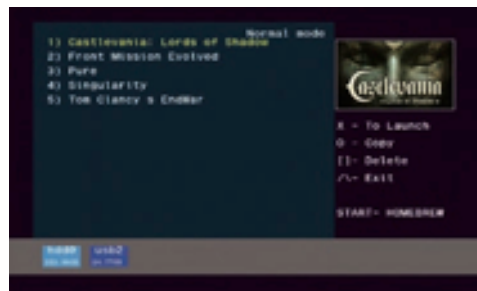 Normal mode
1) Castlevania: Lords of Shadow
2) Front Mission Evolved
3) Pure
4) Singularity
5) Tom Clancy s EndWar
Castlevania
X - To Launch
O - Copy
[]- Delete
/\- Exit
START- HOMEBREW
hdd0
usb2